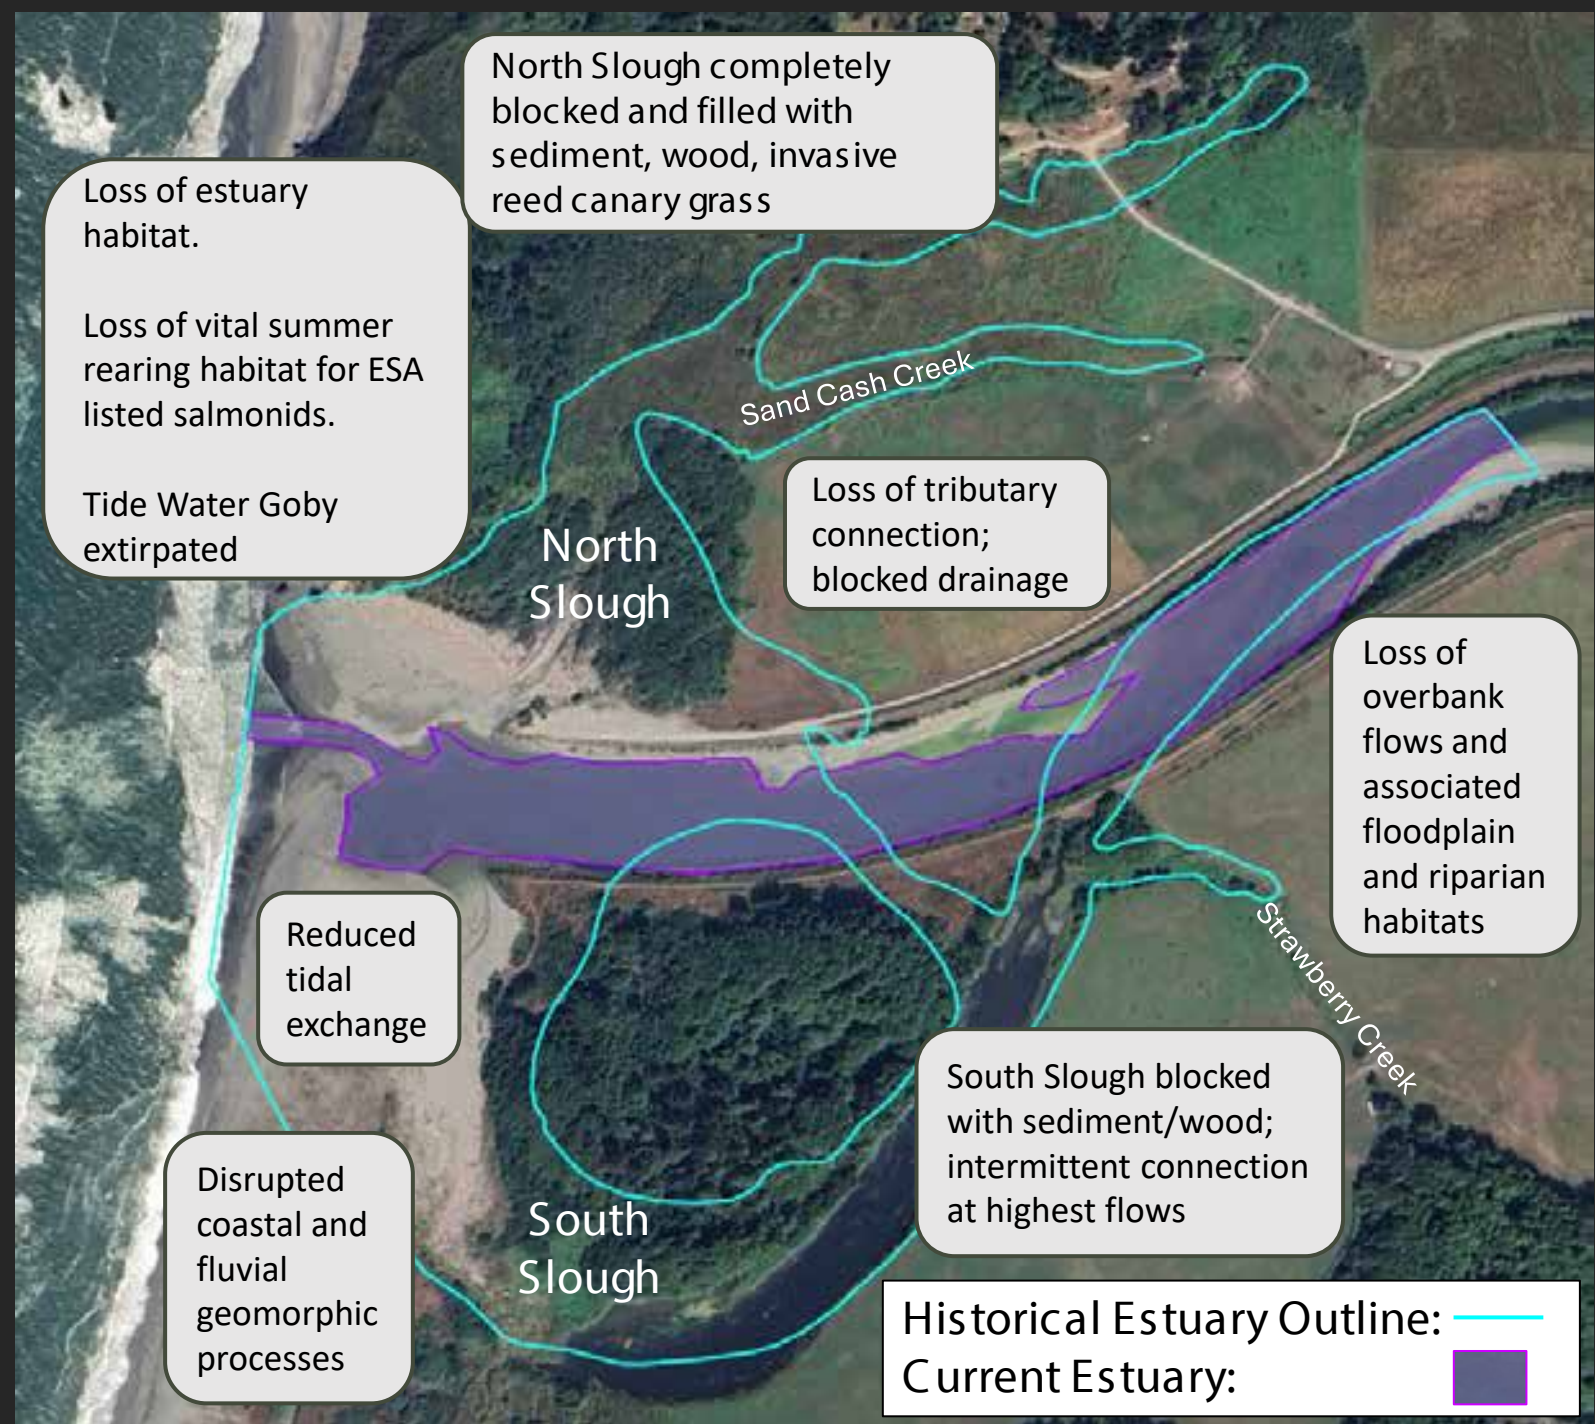 North Slough completely
blocked and filled with
sediment, wood, invasive
reed canary grass
Loss of estuary
habitat.
Loss of vital summer
rearing habitat for ESA
listed salmonids.
Tide Water Goby
extirpated
Sand Cash Creek
North
Slough
Loss of tributary
connection;
blocked drainage
Loss of
overbank
flows and
associated
floodplain
and riparian
habitats
Reduced
tidal
exchange
Strawberry Creek
South Slough blocked
with sediment/wood;
intermittent connection
at highest flows
Disrupted
coastal and
fluvial
geomorphic
processes
South
Slough
Historical Estuary Outline:
Current Estuary: